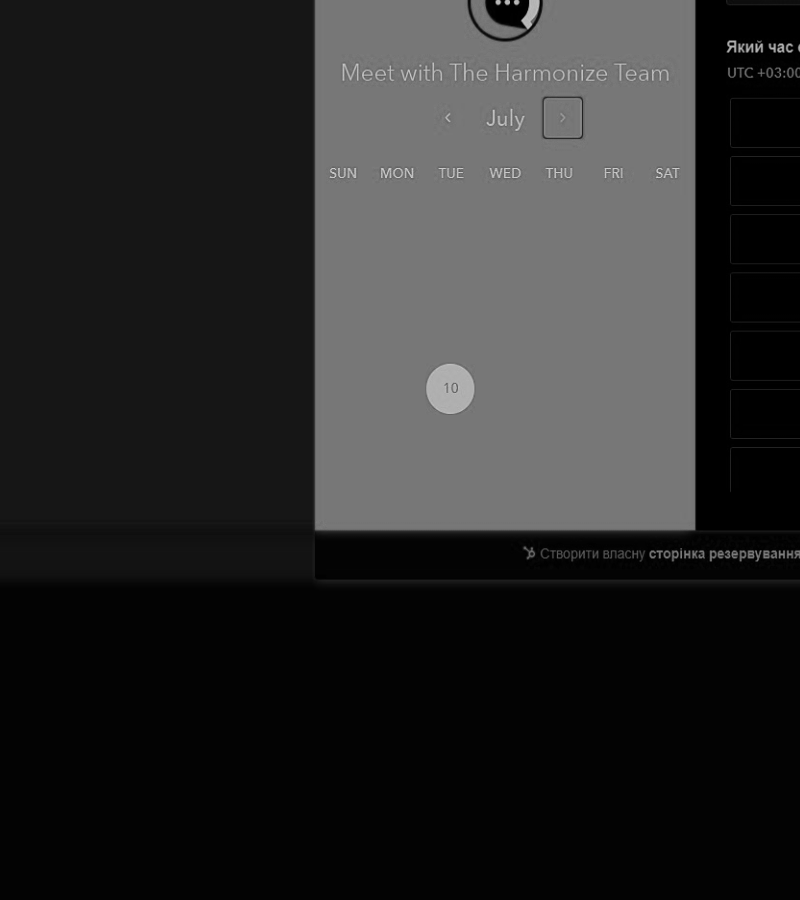 Meet with The Harmonize Team
July
SUN MON TUE WED THU FRI SAT
10
Який час
UTC +03:00
Створити власну сторінка резервування